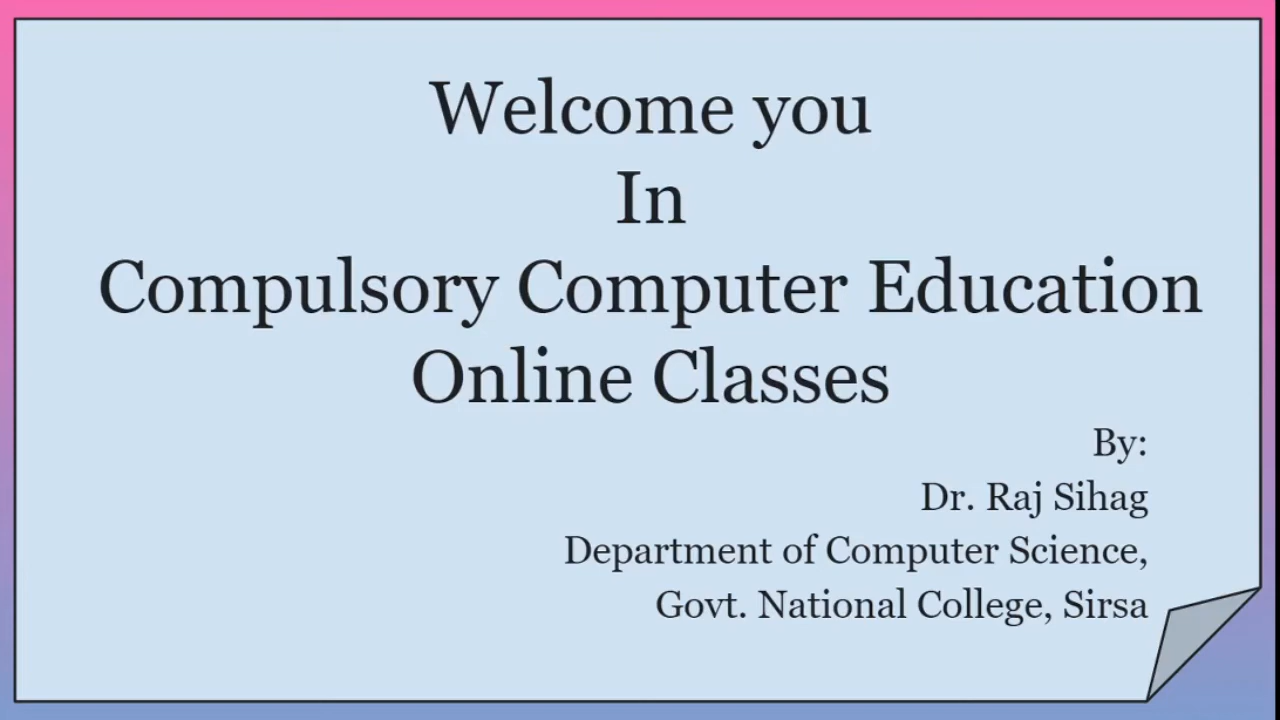 Welcome you
In
Compulsory Computer Education
Online Classes
By:
Dr. Raj Sihag
Department of Computer Science,
Govt. National College, Sirsa